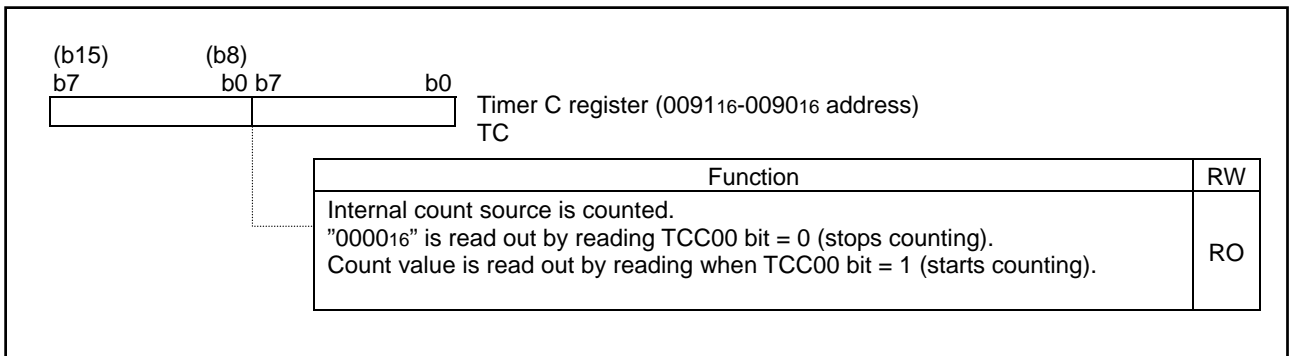 (b15) (b8)
b7 b0 b7 b0
Timer C register (009116-009016 address)
TC
Function RW
Internal count source is counted.
”000016” is read out by reading TCC00 bit = 0 (stops counting).
Count value is read out by reading when TCC00 bit = 1 (starts counting).
RO